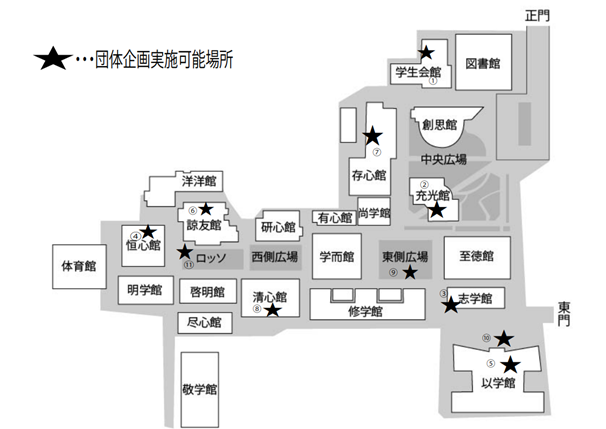 正門
★・・・団体企画実施可能場所
図書館
学生会館
①
創思館
⑦
中央広場
存心館
洋洋館
②
充光館
尚学館
⑥
諒友館
研心館
有心館
④
恒心館
⑪
ロッソ
西側広場
学而館
東側広場
⑨
至徳館
体育館
明学館
啓明館
清心館
⑧
修学館
③
志学館
東門
尽心館
⑩
⑤
以学館
敬学館